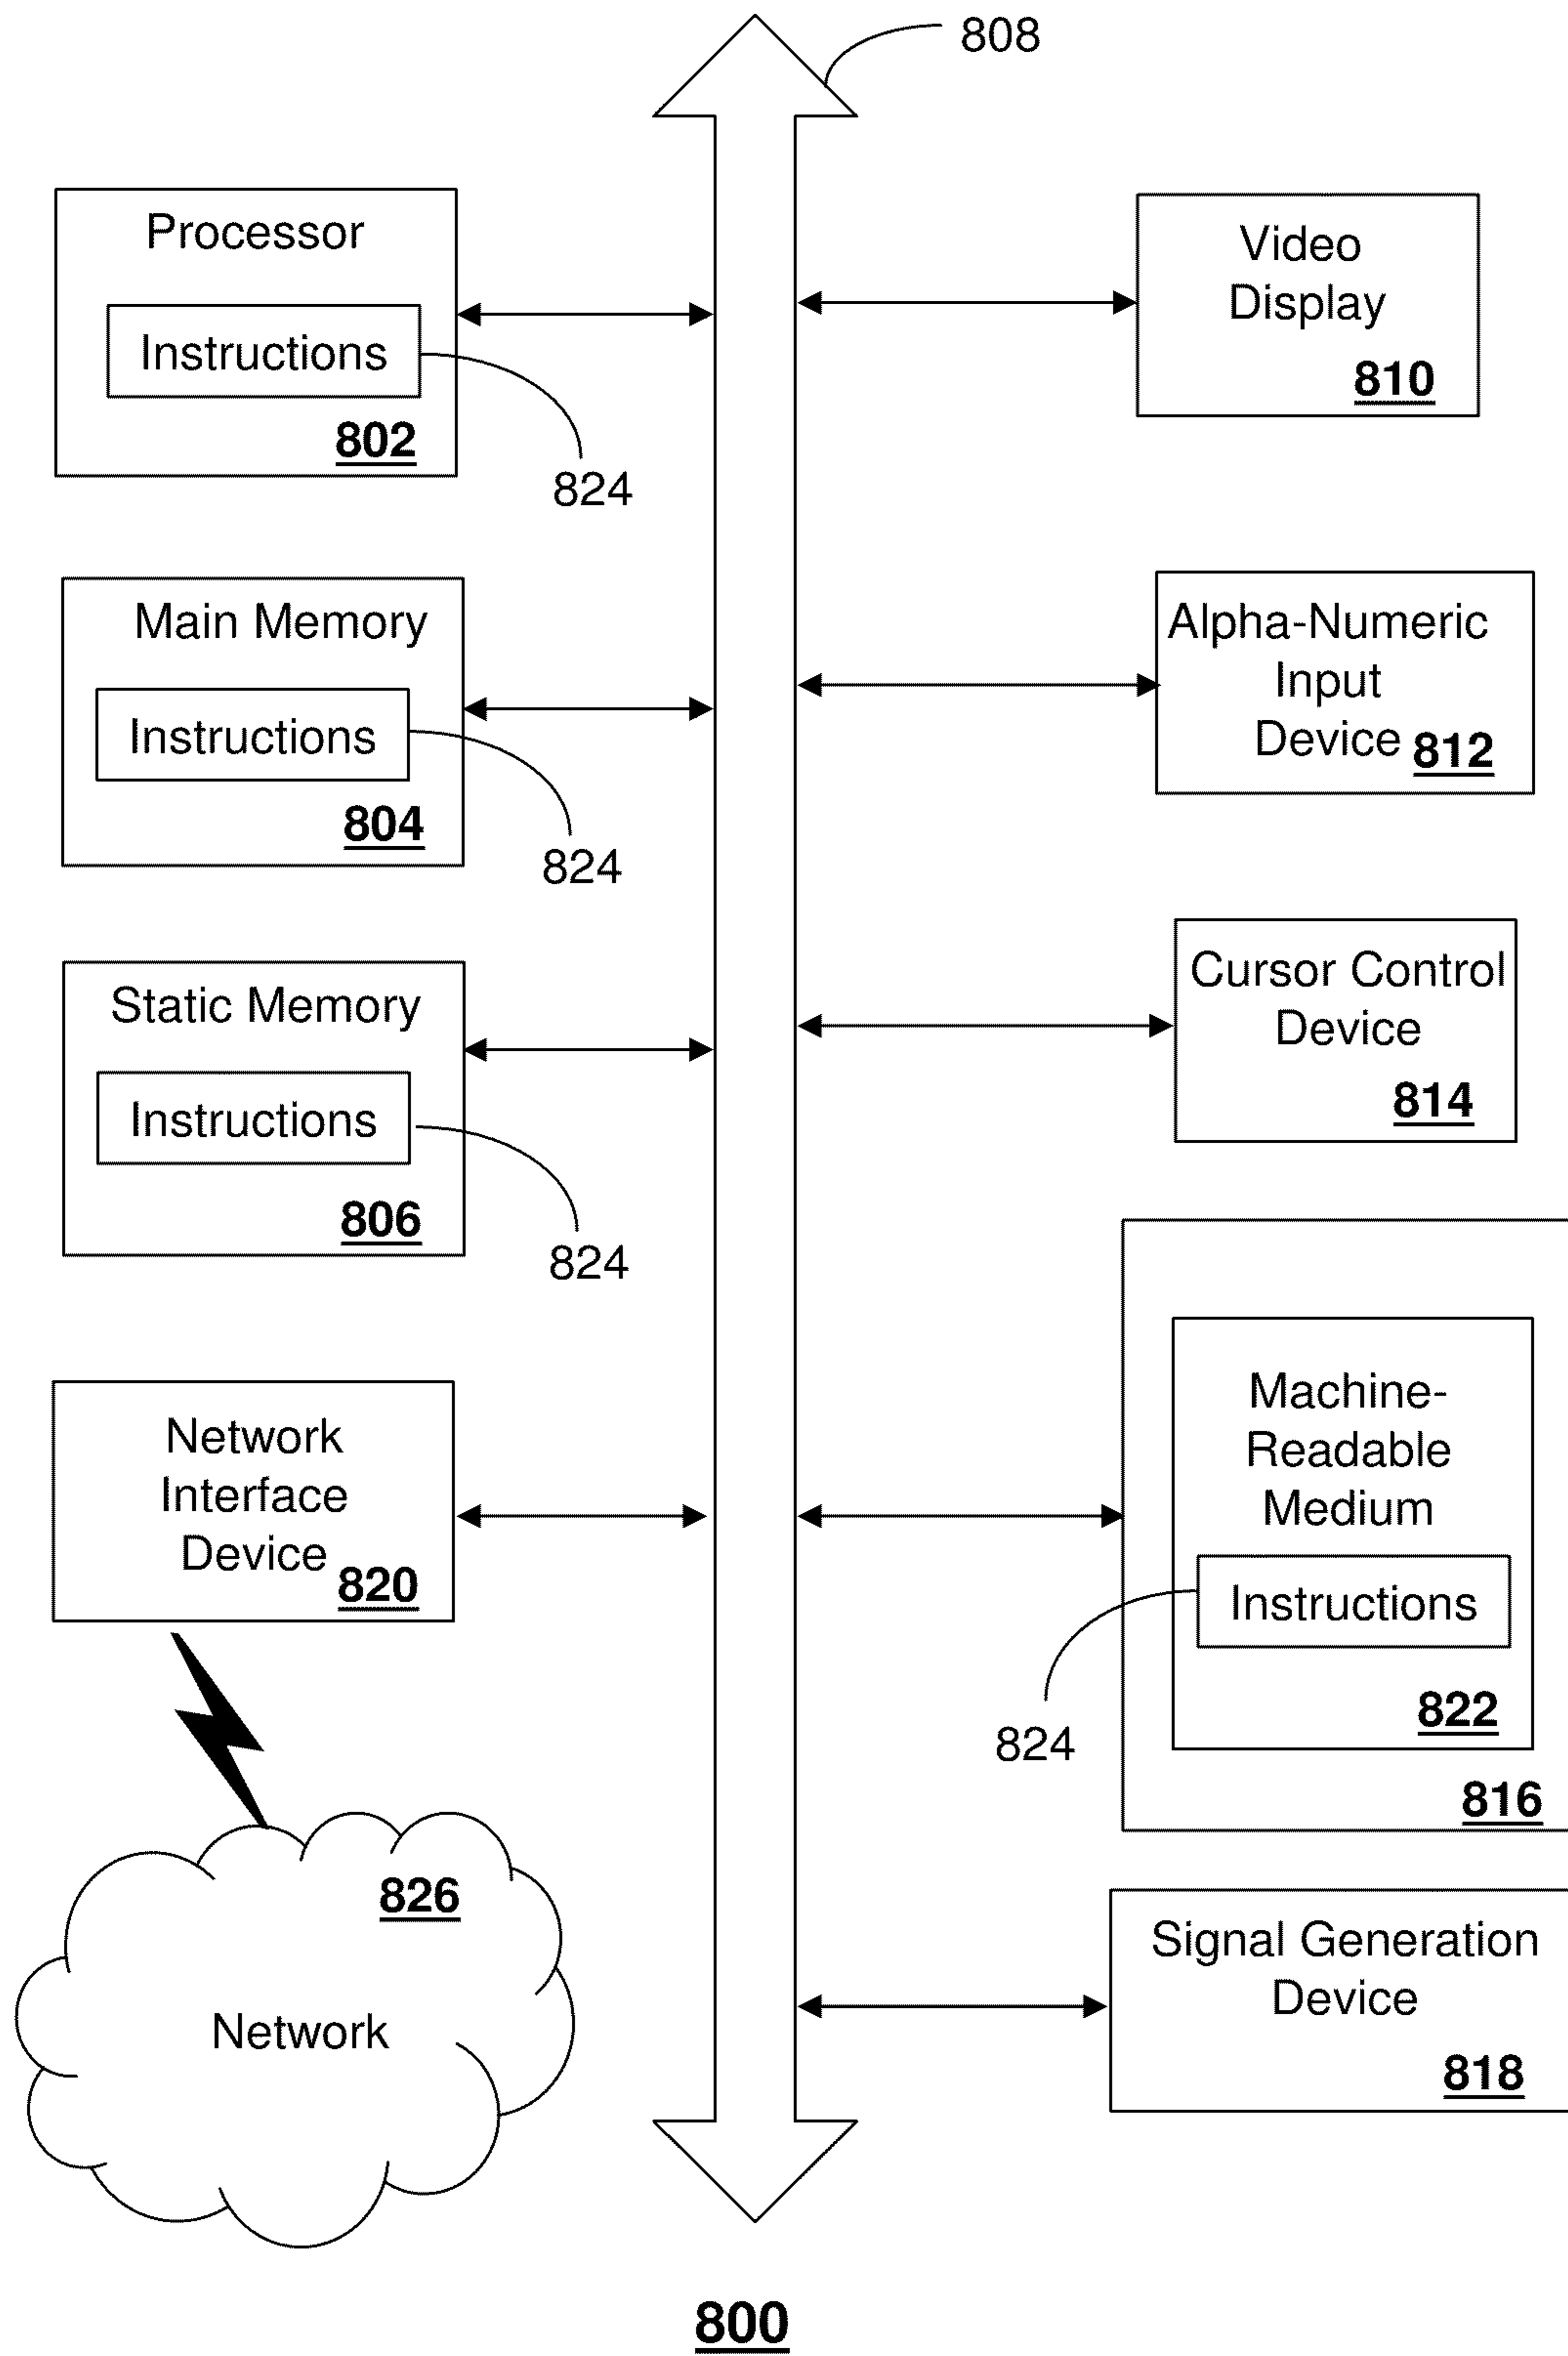 808
Processor
Instructions
802
824
Main Memory
Instructions
804
824
Static Memory
Instructions
806
824
Network
Interface
Device
820
826
Network
Video
Display
810
Alpha-Numeric
Input
Device 812
Cursor Control
Device
814
Machine-
Readable
Medium
Instructions
822
824
816
Signal Generation
Device
818
800